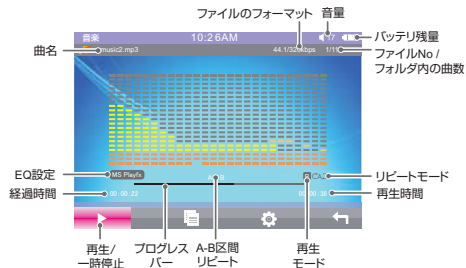 ファイルのフォーマット 音量
音楽 10:26AM
バッテリ残量
曲名 music2.mp3 44.1/320kbps 1/11
ファイルNo /
フォルダ内の曲数
EQ設定 MS Playfx A-B
リピートモード
経過時間 00:00:23
再生時間
再生/
一時停止
プログレス
バー
A-B区間
リピート
再生
モード